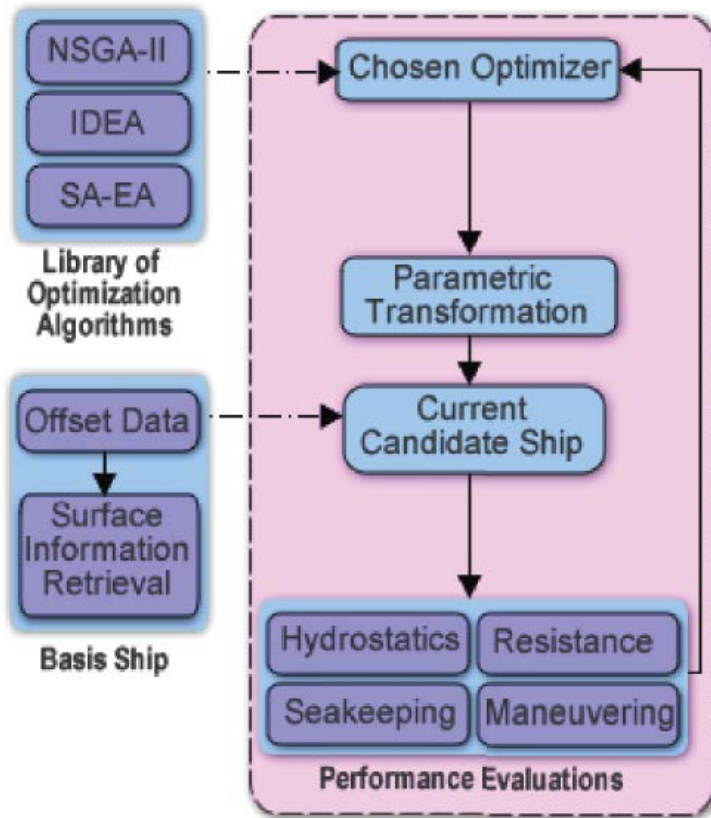 NSGA-II
IDEA
SA-EA
Library of
Optimization
Algorithms
Offset Data
Surface
Information
Retrieval
Basis Ship
Chosen Optimizer
Parametric
Transformation
Current
Candidate Ship
Hydrostatics
Resistance
Seakeeping
Maneuvering
Performance Evaluations